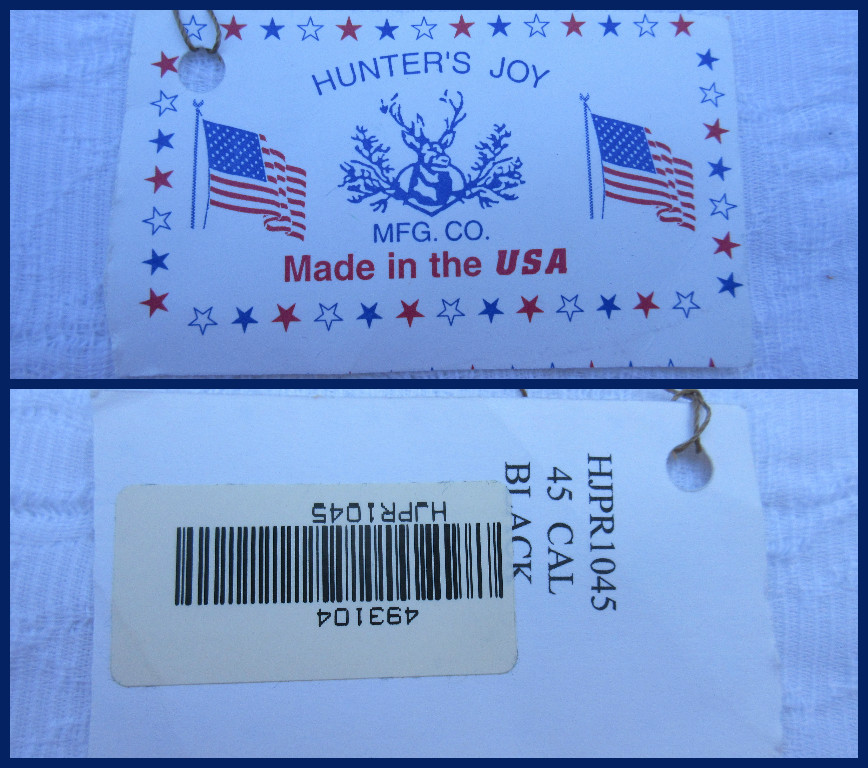 HUNTER'S JOY
MFG. CO.
Made in the USA
HJPR1045
45 CAL
BLACK
HJPR1045
493104